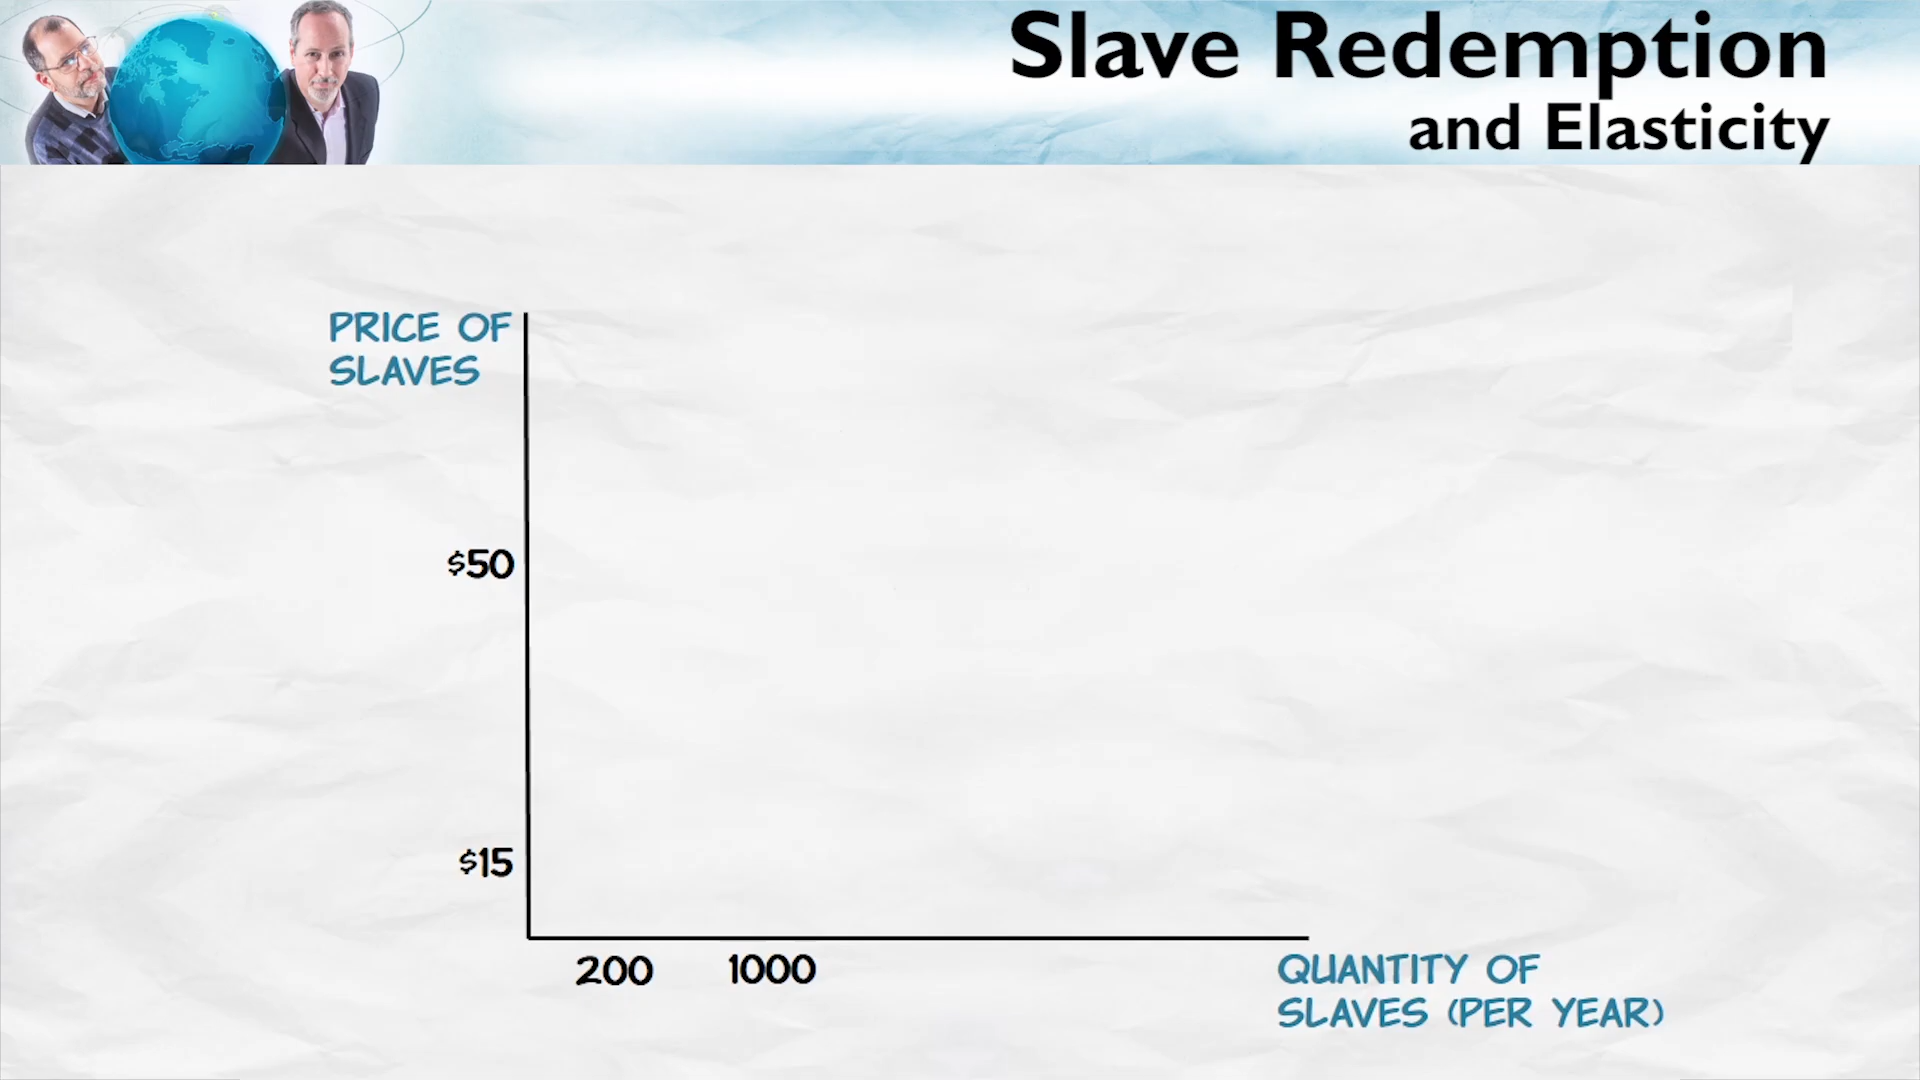 Slave Redemption
and Elasticity
PRICE OF
SLAVES
$50
$15
200
1000
QUANTITY OF
SLAVES (PER YEAR)